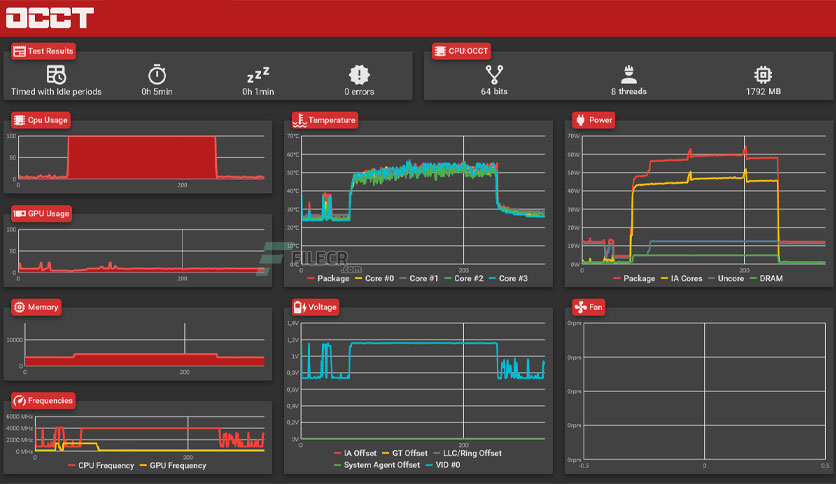 OCCT
Test Results
Timed with Idle periods
0h 5min
0h 1min
0 errors
CPU:OCCT
64 bits
8 threads
1792 MB
Cpu Usage
100
50
0
0
200
GPU Usage
100
50
0
0
200
Memory
10000
0
0
200
Frequencies
6000 MHz
4000 MHz
2000 MHz
0 MHz
0
200
CPU Frequency
GPU Frequency
Temperature
70°C
60°C
50°C
40°C
30°C
20°C
10°C
0°C
0
200
Package
Core #0
Core #1
Core #2
Core #3
FILECR
.com
Voltage
1,4V
1,2V
1V
0,8V
0,6V
0,4V
0,2V
0V
0
200
IA Offset
GT Offset
LLC/Ring Offset
System Agent Offset
VID #0
Power
70W
60W
50W
40W
30W
20W
10W
0W
0
200
Package
IA Cores
Uncore
DRAM
Fan
0rpm
0rpm
0rpm
0rpm
0rpm
-0.5
0
0.5